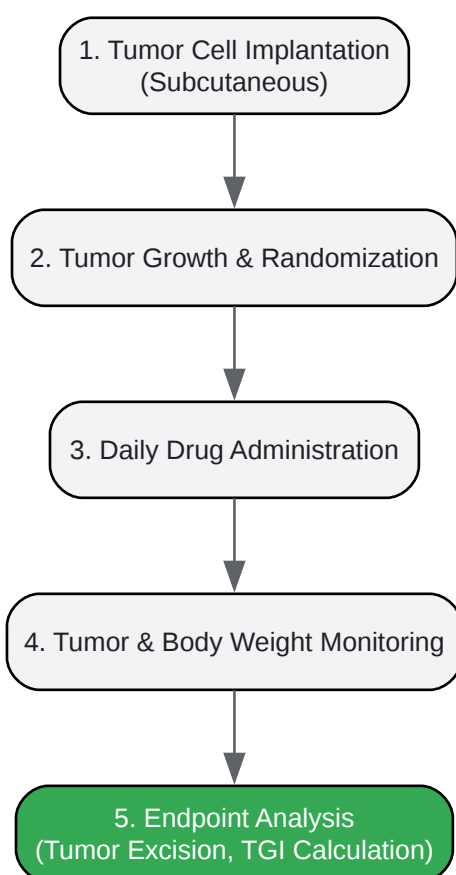 1. Tumor Cell Implantation
(Subcutaneous)
2. Tumor Growth & Randomization
3. Daily Drug Administration
4. Tumor & Body Weight Monitoring
5. Endpoint Analysis
(Tumor Excision, TGI Calculation)